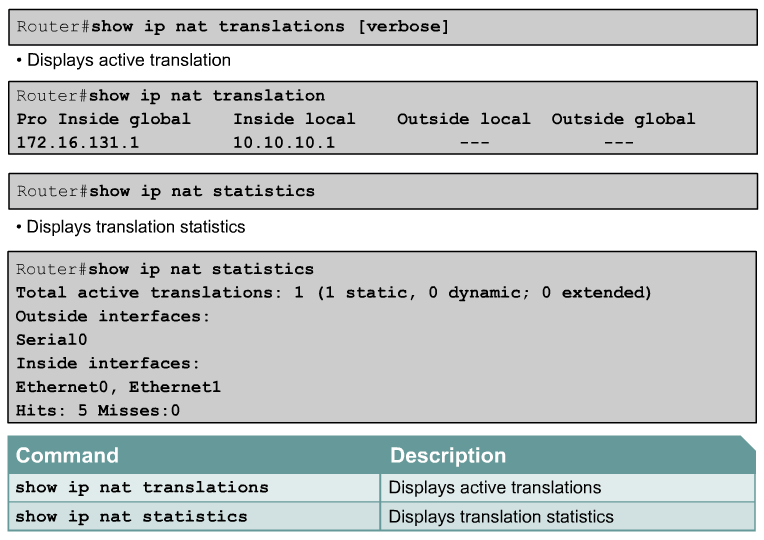 Router#show ip nat translations [verbose]
• Displays active translation
Router#show ip nat translation
Pro Inside global Inside local Outside local Outside global
172.16.131.1 10.10.10.1 --- ---
Router#show ip nat statistics
• Displays translation statistics
Router#show ip nat statistics
Total active translations: 1 (1 static, 0 dynamic; 0 extended)
Outside interfaces:
Serial0
Inside interfaces:
Ethernet0, Ethernet1
Hits: 5 Misses:0
Command Description
show ip nat translations Displays active translations
show ip nat statistics Displays translation statistics